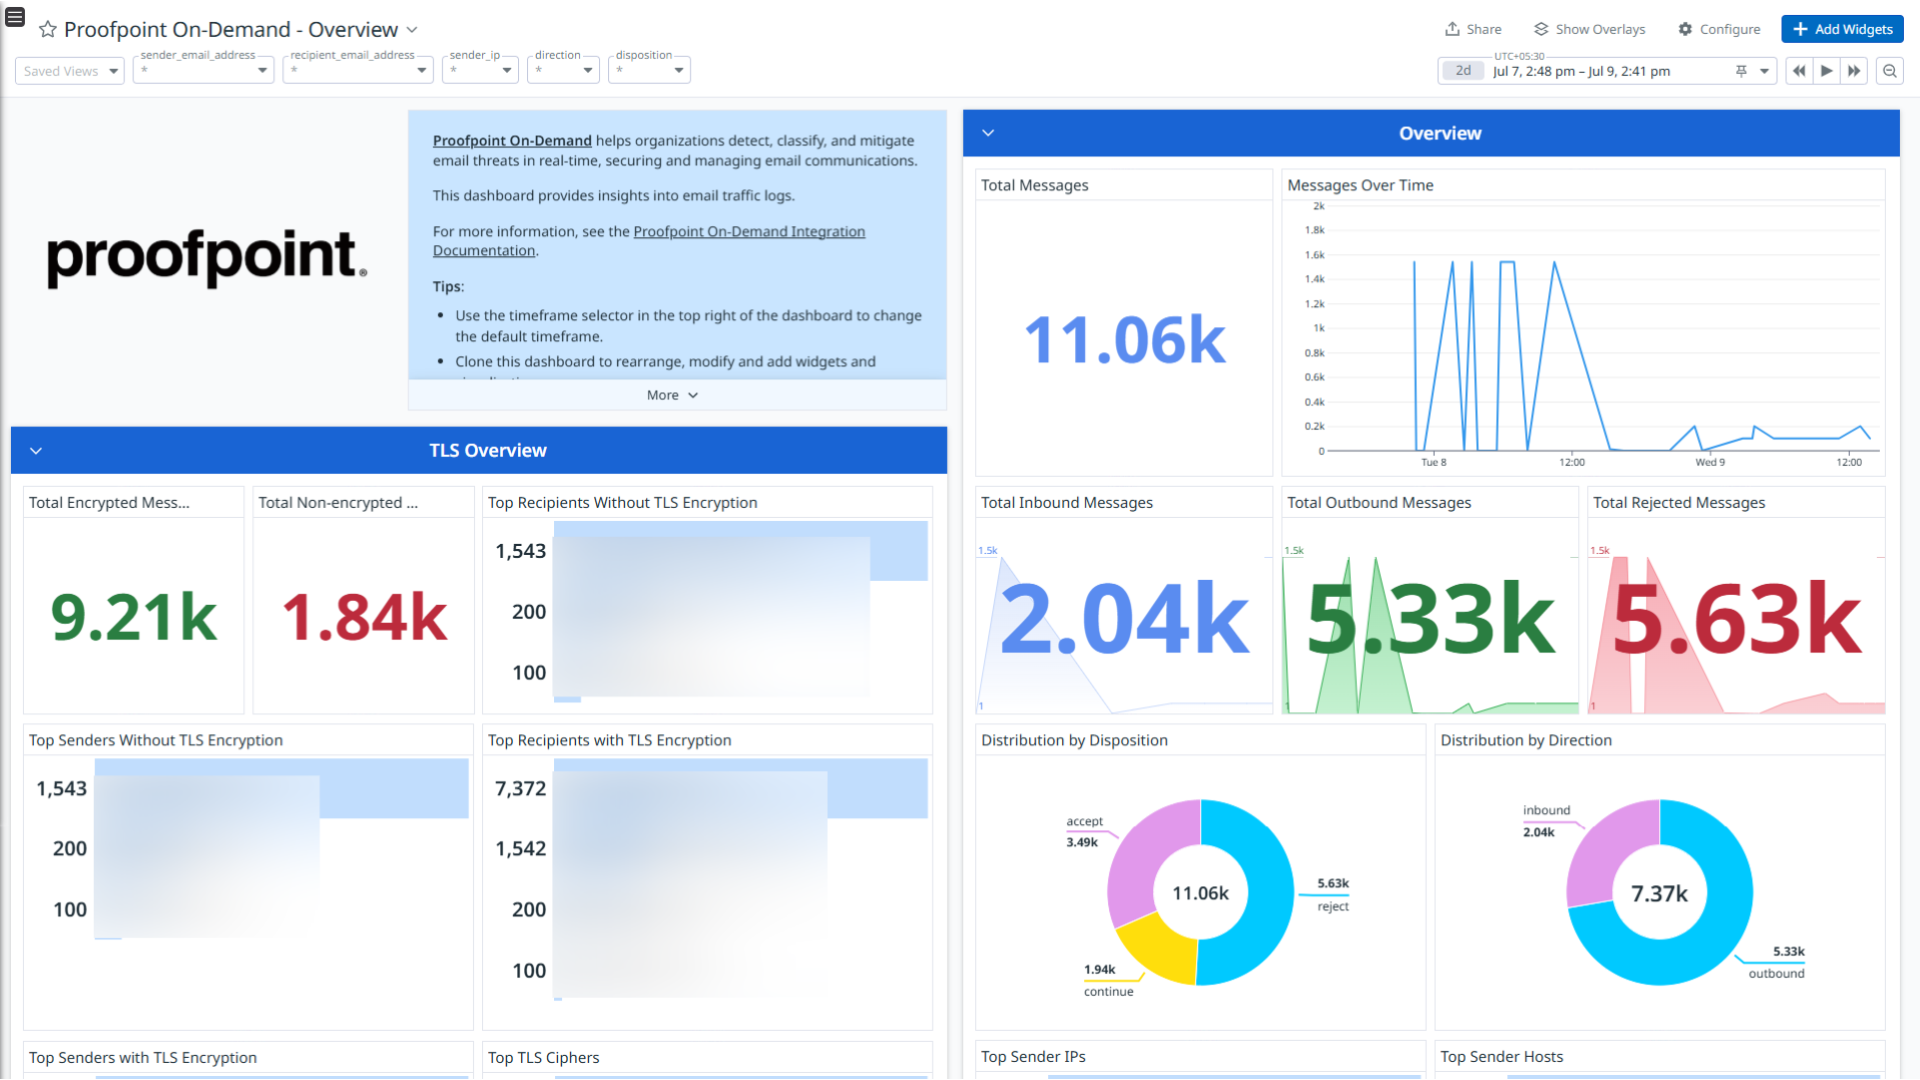 Proofpoint On-Demand - Overview
Share
Show Overlays
Configure
Add Widgets
Saved Views
sender_email_address
*
recipient_email_address
*
sender_ip
*
direction
*
disposition
*
UTC+05:30
2d
Jul 7, 2:48 pm – Jul 9, 2:41 pm
proofpoint.®
Proofpoint On-Demand helps organizations detect, classify, and mitigate
email threats in real-time, securing and managing email communications.
This dashboard provides insights into email traffic logs.
For more information, see the Proofpoint On-Demand Integration
Documentation.
Tips:
Use the timeframe selector in the top right of the dashboard to change
the default timeframe.
Clone this dashboard to rearrange, modify and add widgets and
More
TLS Overview
Total Encrypted Mess...
9.21k
Total Non-encrypted ...
1.84k
Top Recipients Without TLS Encryption
1,543
200
100
Top Senders Without TLS Encryption
1,543
200
100
Top Recipients with TLS Encryption
7,372
1,542
200
100
Top Senders with TLS Encryption
Top TLS Ciphers
Overview
Total Messages
11.06k
Messages Over Time
2k
1.8k
1.6k
1.4k
1.2k
1k
0.8k
0.6k
0.4k
0.2k
0
Tue 8
12:00
Wed 9
12:00
Total Inbound Messages
1.5k
2.04k
1
Total Outbound Messages
1.5k
5.33k
1
Total Rejected Messages
1.5k
5.63k
1
Distribution by Disposition
accept
3.49k
11.06k
5.63k
reject
1.94k
continue
Distribution by Direction
inbound
2.04k
7.37k
5.33k
outbound
Top Sender IPs
Top Sender Hosts